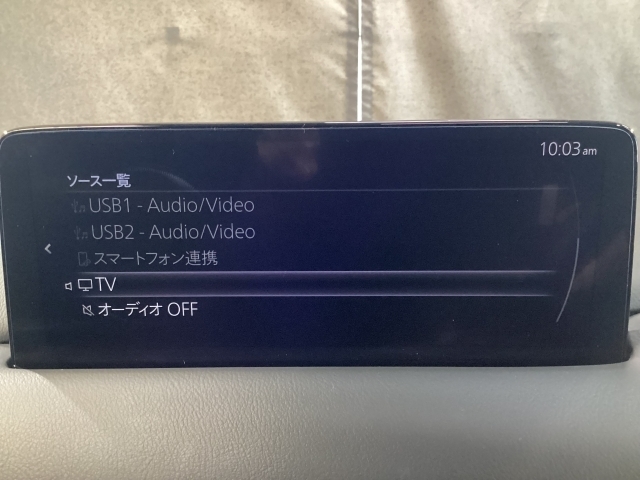 10:03 am
ソース一覧
USB1 - Audio/Video
USB2 - Audio/Video
スマートフォン連携
TV
オーディオ OFF